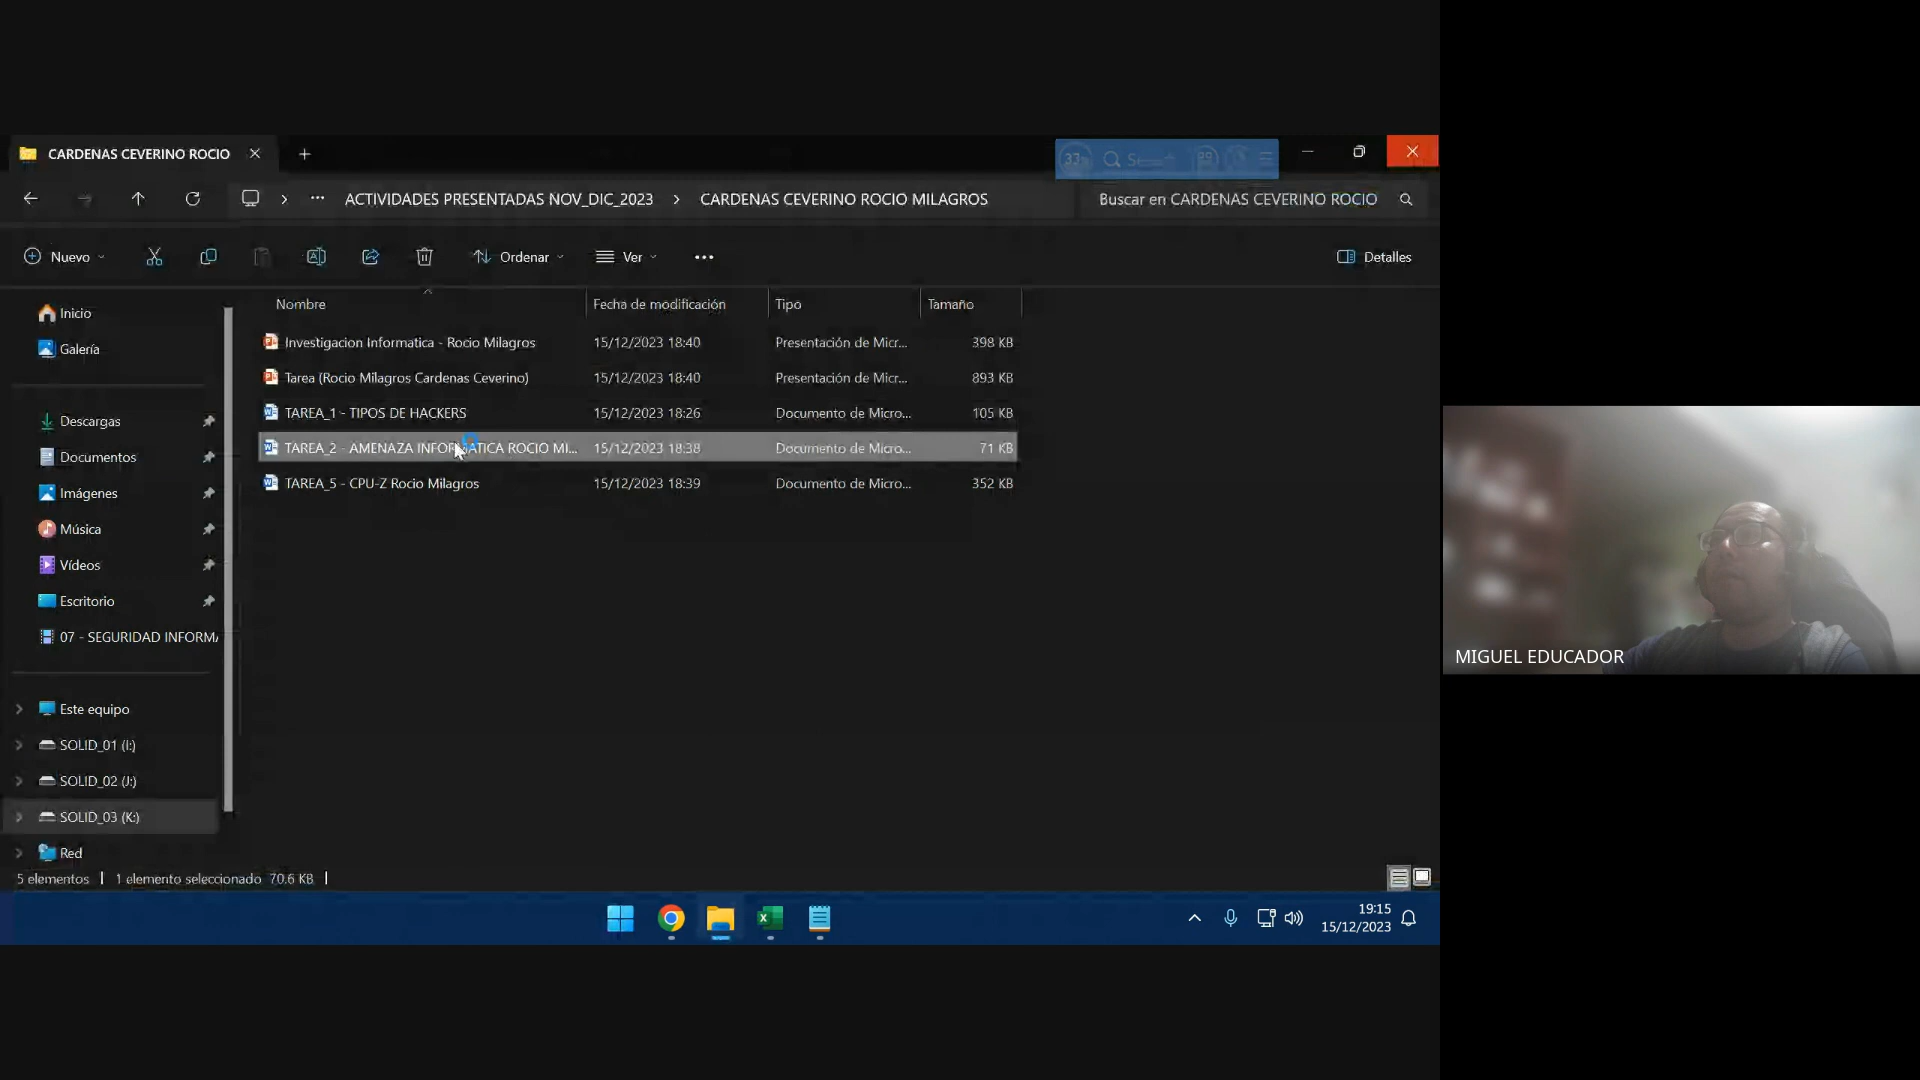 CARDENAS CEVERINO ROCIO
ACTIVIDADES PRESENTADAS NOV_DIC_2023 > CARDENAS CEVERINO ROCIO MILAGROS
Buscar en CARDENAS CEVERINO ROCIO
Nuevo
Ordenar
Ver
Detalles
Nombre Fecha de modificación Tipo Tamaño
Investigacion Informatica - Rocio Milagros 15/12/2023 18:40 Presentación de Micr... 398 KB
Tarea (Rocio Milagros Cardenas Ceverino) 15/12/2023 18:40 Presentación de Micr... 893 KB
TAREA_1 - TIPOS DE HACKERS 15/12/2023 18:26 Documento de Micro... 105 KB
TAREA_2 - AMENAZA INFORMATICA ROCIO MI... 15/12/2023 18:38 Documento de Micro... 71 KB
TAREA_5 - CPU-Z Rocio Milagros 15/12/2023 18:39 Documento de Micro... 352 KB
Inicio
Galería
Descargas
Documentos
Imágenes
Música
Vídeos
Escritorio
07 - SEGURIDAD INFORMA
Este equipo
SOLID_01 (I:)
SOLID_02 (J:)
SOLID_03 (K:)
Red
5 elementos | 1 elemento seleccionado 70.6 KB |
19:15
15/12/2023
MIGUEL EDUCADOR